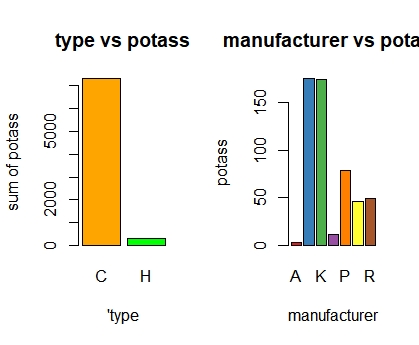 type vs potass
manufacturer vs pota
sum of potass
0
2000
5000
C
H
'type
potass
0
50
100
150
A
K
P
R
manufacturer